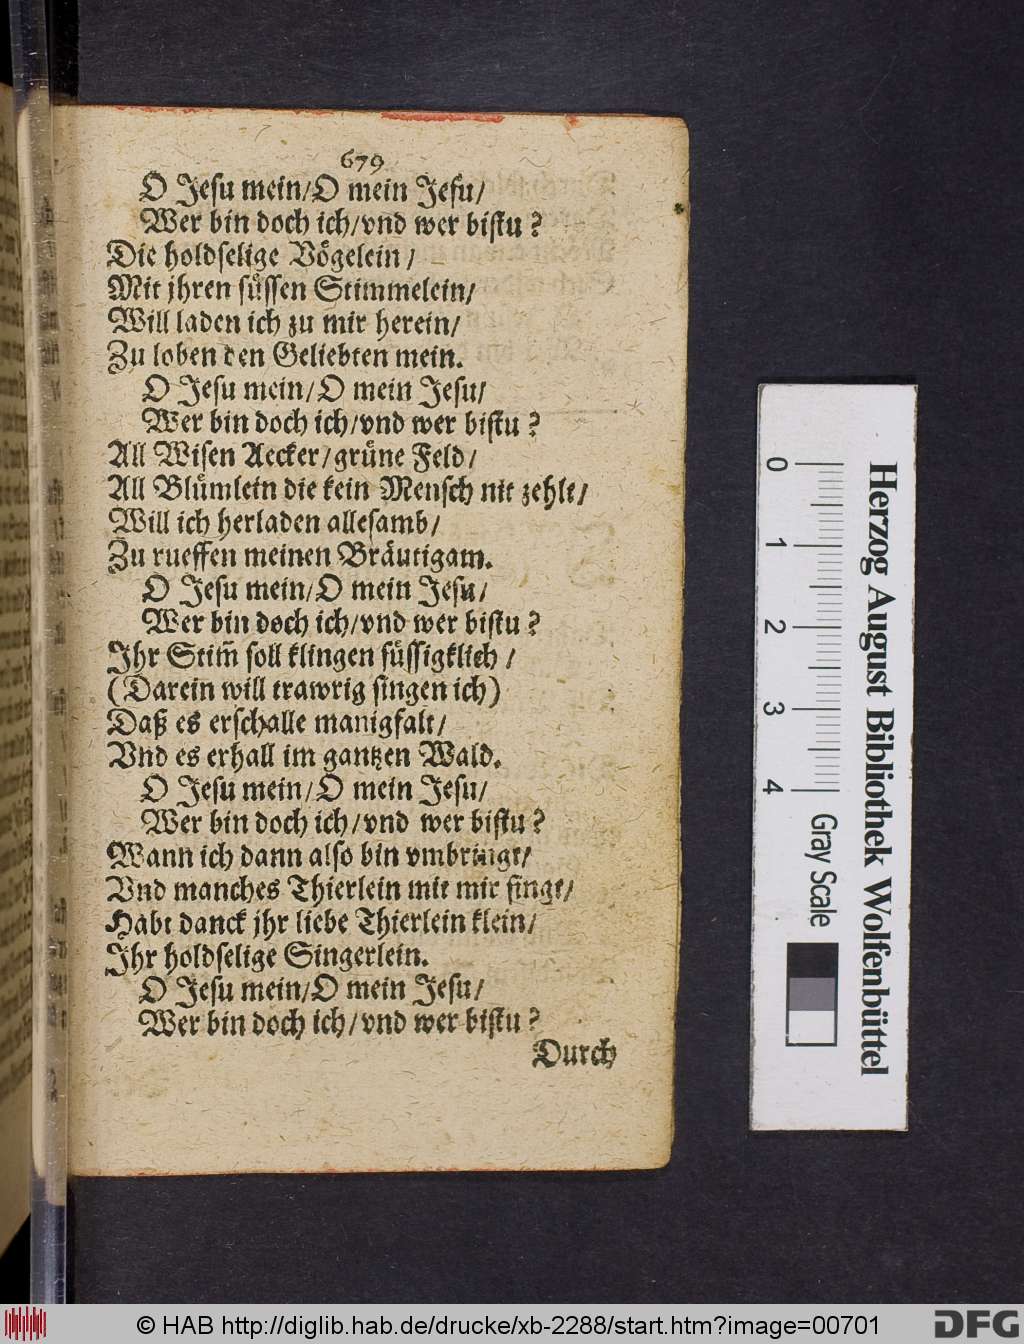 679
O Jesu mein/O mein Jesu/
Wer bin doch ich/vnd wer bistu?
Die holdselige Vögelein/
Mit jhren süssen Stimmelein/
Will laden ich zu mir herein/
Zu loben den Geliebten mein.
O Jesu mein/O mein Jesu/
Wer bin doch ich/vnd wer bistu?
All Wisen Aecker/grüne Feld/
All Blümlein die kein Mensch nit zehlt/
Will ich herladen allesamb/
Zu rueffen meinen Bräutigam.
O Jesu mein/O mein Jesu/
Wer bin doch ich/vnd wer bistu?
Ihr Stim̃ soll klingen süssigklich/
(Darein will trawrig singen ich)
Daß es erschalle manigfalt/
Vnd es erhall im gantzen Wald.
O Jesu mein/O mein Jesu/
Wer bin doch ich/vnd wer bistu?
Wann ich dann also bin vmbringt/
Vnd manches Thierlein mit mir singt/
Habt danck jhr liebe Thierlein klein/
Ihr holdselige Singerlein.
O Jesu mein/O mein Jesu/
Wer bin doch ich/vnd wer bistu?
Durch
Herzog August Bibliothek Wolfenbüttel
0 1 2 3 4 Gray Scale
© HAB http://diglib.hab.de/drucke/xb-2288/start.htm?image=00701
DFG